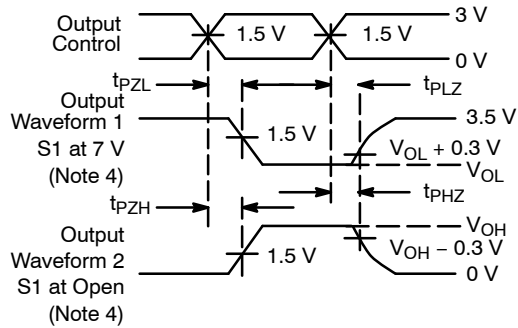 Output
Control
1.5 V
1.5 V
3 V
0 V
tPZL
tPLZ
Output
Waveform 1
S1 at 7 V
(Note 4)
1.5 V
3.5 V
VOL + 0.3 V
VOL
tPZH
tPHZ
Output
Waveform 2
S1 at Open
(Note 4)
1.5 V
VOH
VOH − 0.3 V
0 V